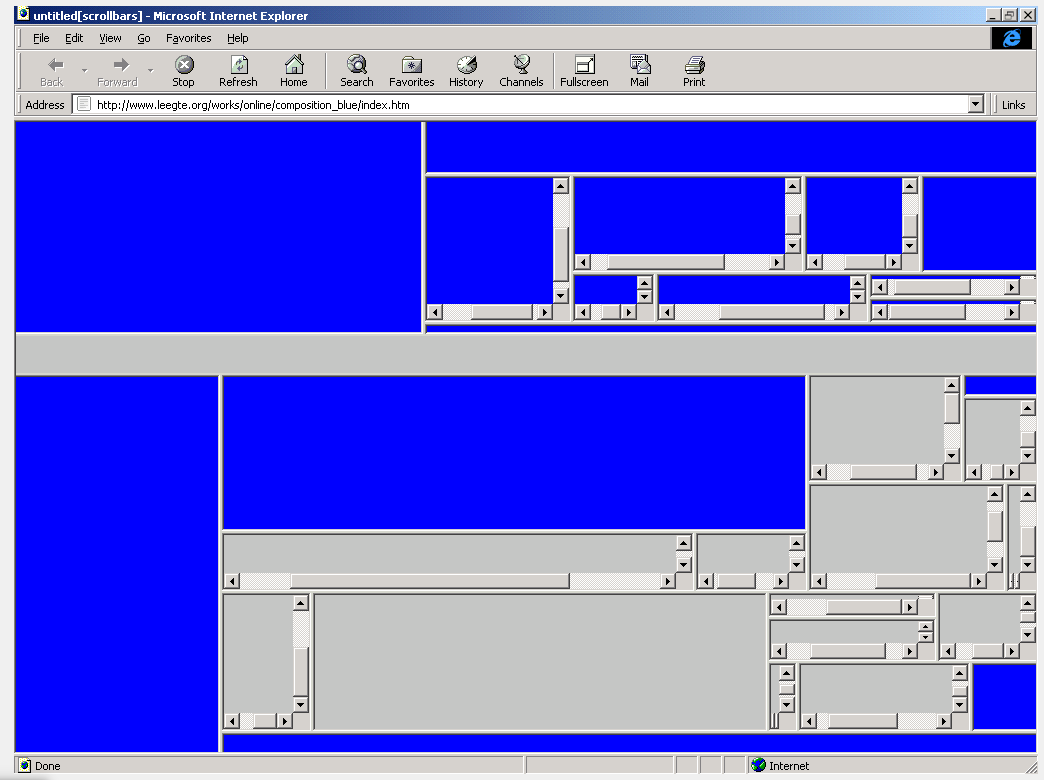 untitled[scrollbars] - Microsoft Internet Explorer
File Edit View Go Favorites Help
Back Forward Stop Refresh Home Search Favorites History Channels Fullscreen Mail Print
Address http://www.leegte.org/works/online/composition_blue/index.htm Links
Done Internet